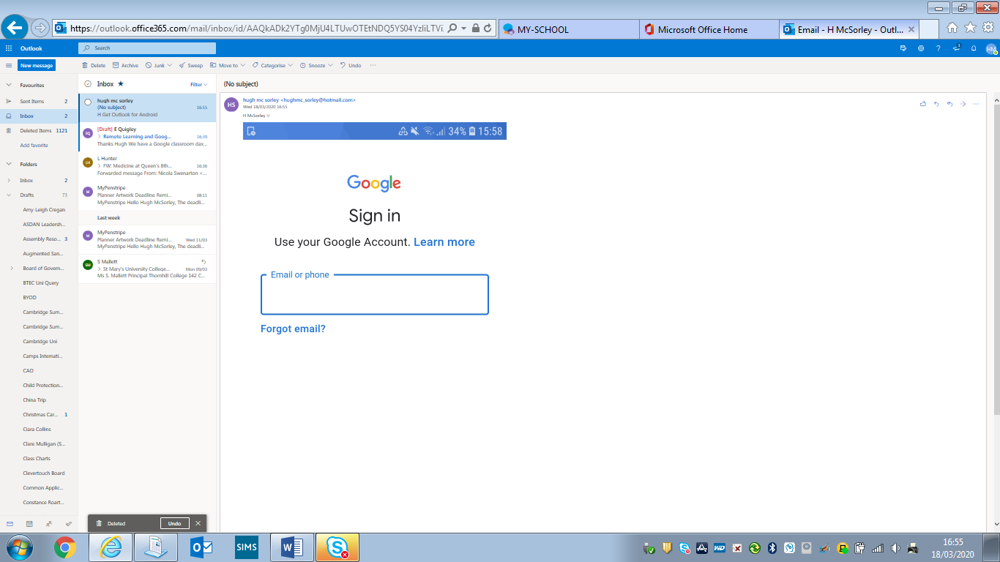 https://outlook.office365.com/mail/inbox/id/AAQkADk2YTg0MjU4LTUwOTEtNDQ5YS04YzIiLTVi
MY-SCHOOL
Microsoft Office Home
Email - H McSorley - Outl...
Outlook
Search
HM
New message
Delete
Archive
Junk
Sweep
Move to
Categorise
Snooze
Undo
Favourites
Sent Items 2
Inbox 2
Deleted Items 1121
Add favorite
Folders
Inbox 2
Drafts 73
Amy-Leigh Cregan
ASDAN Leadersh...
Assembly Reso... 3
Augmented San...
Board of Govern...
BTEC Uni Query
BYOD
Cambridge Sum...
Cambridge Sum...
Cambridge Uni
Camps Internati...
CAO
Child Protection...
China Trip
Christmas Car... 1
Ciara Collins
Clare Mulligan (S...
Class Charts
Clevertouch Board
Common Applic...
Constance Roart...
Inbox
Filter
hugh mc sorley
(No subject) 16:55
H Get Outlook for Android
EQ
[Draft] E Quigley
Remote Learning and Goog... 16:39
Thanks Hugh We have a Google classroom dax...
LH
L Hunter
FW: Medicine at Queen's 8th... 16:36
Forwarded message From: Nicola Swenarton <...
M
MyPenstripe
Planner Artwork Deadline Remi... 08:11
MyPenstripe Hello Hugh McSorley, The deadli...
Last week
M
MyPenstripe
Planner Artwork Deadline Remi... Wed 11/03
MyPenstripe Hello Hugh McSorley, The deadli...
SM
S Mallett
St Mary's University College... Mon 09/03
Ms S. Mallett Principal Thornhill College 142 C...
Deleted
Undo
(No subject)
HS
hugh mc sorley <hughmc_sorley@hotmail.com>
Wed 18/03/2020 16:55
H McSorley
34% 15:58
Google
Sign in
Use your Google Account. Learn more
Email or phone
Forgot email?
SIMS
16:55
18/03/2020